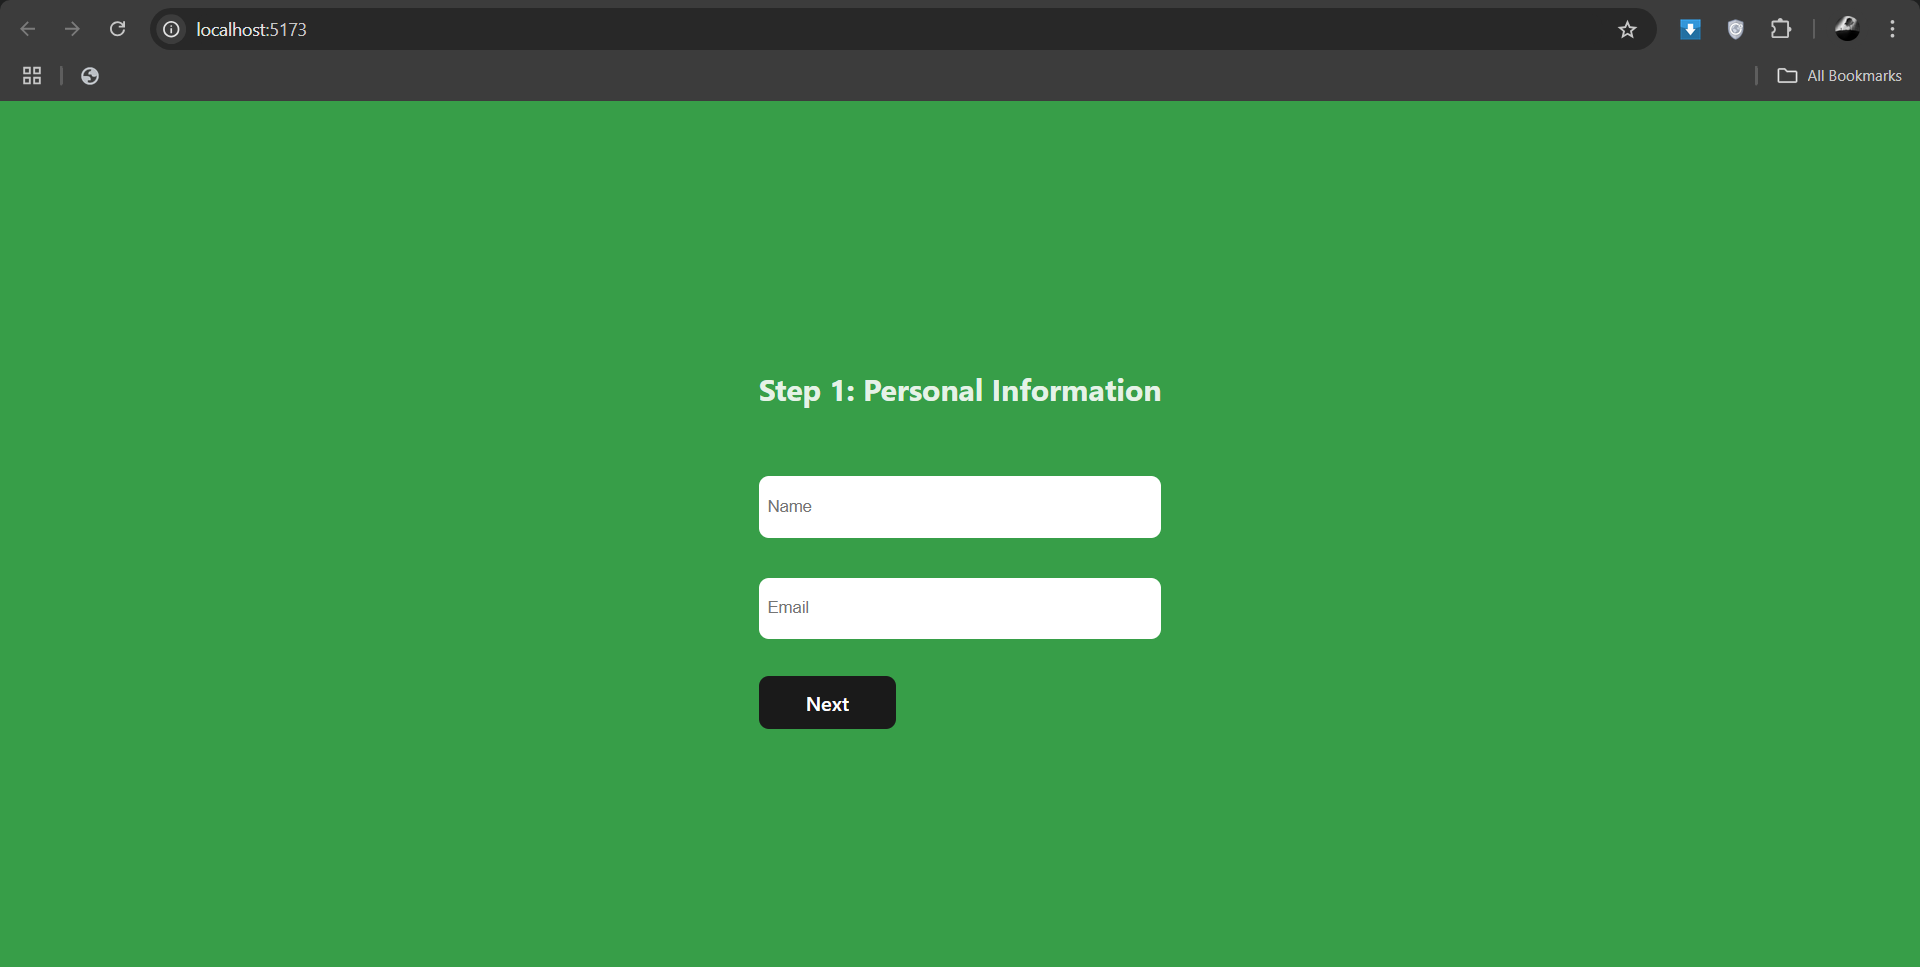 localhost:5173
All Bookmarks
Step 1: Personal Information
Name
Email
Next